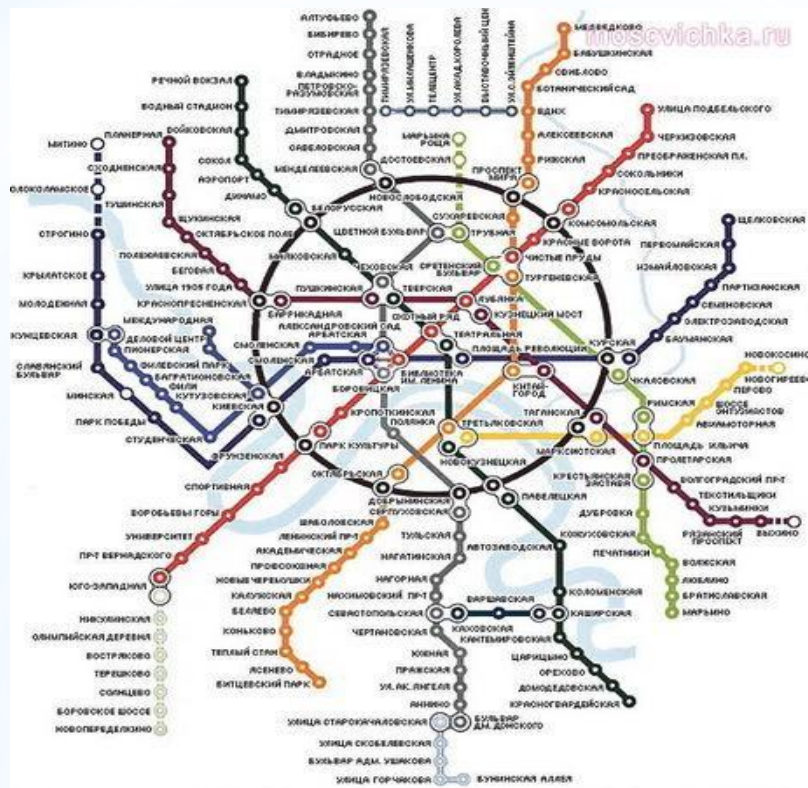 moscvichka.ru
АЛТУФЬЕВО
БИБИРЕВО
ОТРАДНОЕ
ВЛАДЫКИНО
ПЕТРОВСКО-
РАЗУМОВСКАЯ
ТИМИРЯЗЕВСКАЯ
ДМИТРОВСКАЯ
САВЕЛОВСКАЯ
МЕНДЕЛЕЕВСКАЯ
ТИМИРЯЗЕВСКАЯ
УЛ.МИЛАШЕНКОВА
ТЕЛЕЦЕНТР
УЛ.АКАД.КОРОЛЕВА
ВЫСТАВОЧНЫЙ ЦЕН
УЛ.С.ЭЙЗЕНШТЕЙНА
МЕДВЕДКОВО
БАБУШКИНСКАЯ
СВИБЛОВО
БОТАНИЧЕСКИЙ САД
ВДНХ
АЛЕКСЕЕВСКАЯ
РИЖСКАЯ
ПРОСПЕКТ
МИРА
УЛИЦА ПОДБЕЛЬСКОГО
ЧЕРКИЗОВСКАЯ
ПРЕОБРАЖЕНСКАЯ ПЛ.
СОКОЛЬНИКИ
КРАСНОСЕЛЬСКАЯ
КОМСОМОЛЬСКАЯ
КРАСНЫЕ ВОРОТА
ЧИСТЫЕ ПРУДЫ
ТУРГЕНЕВСКАЯ
РЕЧНОЙ ВОКЗАЛ
ВОДНЫЙ СТАДИОН
ВОЙКОВСКАЯ
СОКОЛ
АЭРОПОРТ
ДИНАМО
БЕЛОРУССКАЯ
МАЯКОВСКАЯ
МАРЬИНА
РОЩА
ДОСТОЕВСКАЯ
НОВОСЛОБОДСКАЯ
СУХАРЕВСКАЯ
ЦВЕТНОЙ БУЛЬВАР
ТРУБНАЯ
СРЕТЕНСКИЙ
БУЛЬВАР
МИТИНО
ПЛАНЕРНАЯ
СХОДНЕНСКАЯ
ОЛОКОЛАМСКОЕ
ТУШИНСКАЯ
ЩУКИНСКАЯ
СТРОГИНО
ОКТЯБРЬСКОЕ ПОЛЕ
ПОЛЕЖАЕВСКАЯ
БЕГОВАЯ
КРЫЛАТСКОЕ
УЛИЦА 1905 ГОДА
МОЛОДЕЖНАЯ
КРАСНОПРЕСНЕНСКАЯ
БАРРИКАДНАЯ
ПУШКИНСКАЯ
ЧЕХОВСКАЯ
ТВЕРСКАЯ
ЛУБЯНКА
КУЗНЕЦКИЙ МОСТ
ОХОТНЫЙ РЯД
ТЕАТРАЛЬНАЯ
ПЛОЩАДЬ РЕВОЛЮЦИИ
АЛЕКСАНДРОВСКИЙ САД
АРБАТСКАЯ
СМОЛЕНСКАЯ
СМОЛЕНСКАЯ
АРБАТСКАЯ
БИБЛИОТЕКА
ИМ.ЛЕНИНА
БОРОВИЦКАЯ
КРОПОТКИНСКАЯ
ПОЛЯНКА
ЩЕЛКОВСКАЯ
ПЕРВОМАЙСКАЯ
ИЗМАЙЛОВСКАЯ
ПАРТИЗАНСКАЯ
СЕМЕНОВСКАЯ
ЭЛЕКТРОЗАВОДСКАЯ
БАУМАНСКАЯ
КУРСКАЯ
ЧКАЛОВСКАЯ
НОВОКОСИНО
НОВОГИРЕЕВО
ПЕРОВО
ШОССЕ
ЭНТУЗИАСТОВ
АВИАМОТОРНАЯ
РИМСКАЯ
ПЛОЩАДЬ ИЛЬИЧА
КУНЦЕВСКАЯ
МЕЖДУНАРОДНАЯ
ДЕЛОВОЙ ЦЕНТР
ПИОНЕРСКАЯ
ФИЛЕВСКИЙ ПАРК
БАГРАТИОНОВСКАЯ
ФИЛИ
КУТУЗОВСКАЯ
СЛАВЯНСКИЙ
БУЛЬВАР
МИНСКАЯ
ПАРК ПОБЕДЫ
СТУДЕНЧЕСКАЯ
КИЕВСКАЯ
КИТАЙ-
ГОРОД
ТРЕТЬЯКОВСКАЯ
НОВОКУЗНЕЦКАЯ
ТАГАНСКАЯ
МАРКСИСТСКАЯ
ПАРК КУЛЬТУРЫ
ФРУНЗЕНСКАЯ
СПОРТИВНАЯ
ВОРОБЬЕВЫ ГОРЫ
УНИВЕРСИТЕТ
ПР-Т ВЕРНАДСКОГО
ЮГО-ЗАПАДНАЯ
НИКУЛИНСКАЯ
ОЛИМПИЙСКАЯ ДЕРЕВНЯ
ВОСТРЯКОВО
ТЕРЕШКОВО
СОЛНЦЕВО
БОРОВСКОЕ ШОССЕ
НОВОПЕРЕДЕЛКИНО
ОКТЯБРЬСКАЯ
ДОБРЫНИНСКАЯ
СЕРПУХОВСКАЯ
ПАВЕЛЕЦКАЯ
ШАБОЛОВСКАЯ
ЛЕНИНСКИЙ ПР-Т
АКАДЕМИЧЕСКАЯ
ПРОФСОЮЗНАЯ
НОВЫЕ ЧЕРЕМУШКИ
КАЛУЖСКАЯ
БЕЛЯЕВО
КОНЬКОВО
ТЕПЛЫЙ СТАН
ЯСЕНЕВО
БИТЦЕВСКИЙ ПАРК
ТУЛЬСКАЯ
НАГАТИНСКАЯ
НАГОРНАЯ
НАХИМОВСКИЙ ПР-Т
СЕВАСТОПОЛЬСКАЯ
ЧЕРТАНОВСКАЯ
ЮЖНАЯ
ПРАЖСКАЯ
УЛ.АК.ЯНГЕЛЯ
АННИНО
БУЛЬВАР
ДМ.ДОНСКОГО
УЛИЦА СТАРОКАЧАЛОВСКАЯ
УЛИЦА СКОБЕЛЕВСКАЯ
БУЛЬВАР АДМ. УШАКОВА
УЛИЦА ГОРЧАКОВА
БУНИНСКАЯ АЛЛЕЯ
АВТОЗАВОДСКАЯ
КОЛОМЕНСКАЯ
ВАРШАВСКАЯ
КАХОВСКАЯ
КАШИРСКАЯ
КАНТЕМИРОВСКАЯ
ЦАРИЦЫНО
ОРЕХОВО
ДОМОДЕДОВСКАЯ
КРАСНОГВАРДЕЙСКАЯ
ПРОЛЕТАРСКАЯ
КРЕСТЬЯНСКАЯ
ЗАСТАВА
ВОЛГОГРАДСКИЙ ПР-Т
ТЕКСТИЛЬЩИКИ
КУЗЬМИНКИ
РЯЗАНСКИЙ
ПРОСПЕКТ
ВЫХИНО
ДУБРОВКА
КОЖУХОВСКАЯ
ПЕЧАТНИКИ
ВОЛЖСКАЯ
ЛЮБЛИНО
БРАТИСЛАВСКАЯ
МАРЬИНО